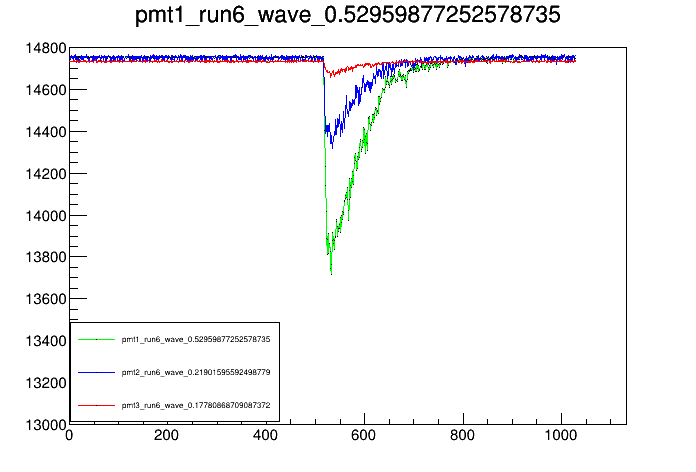 pmt1_run6_wave_0.52959877252578735
14800
14600
14400
14200
14000
13800
13600
13400
13200
13000
pmt1_run6_wave_0.52959877252578735
pmt2_run6_wave_0.21901595592498779
pmt3_run6_wave_0.17780868709087372
0 200 400 600 800 1000